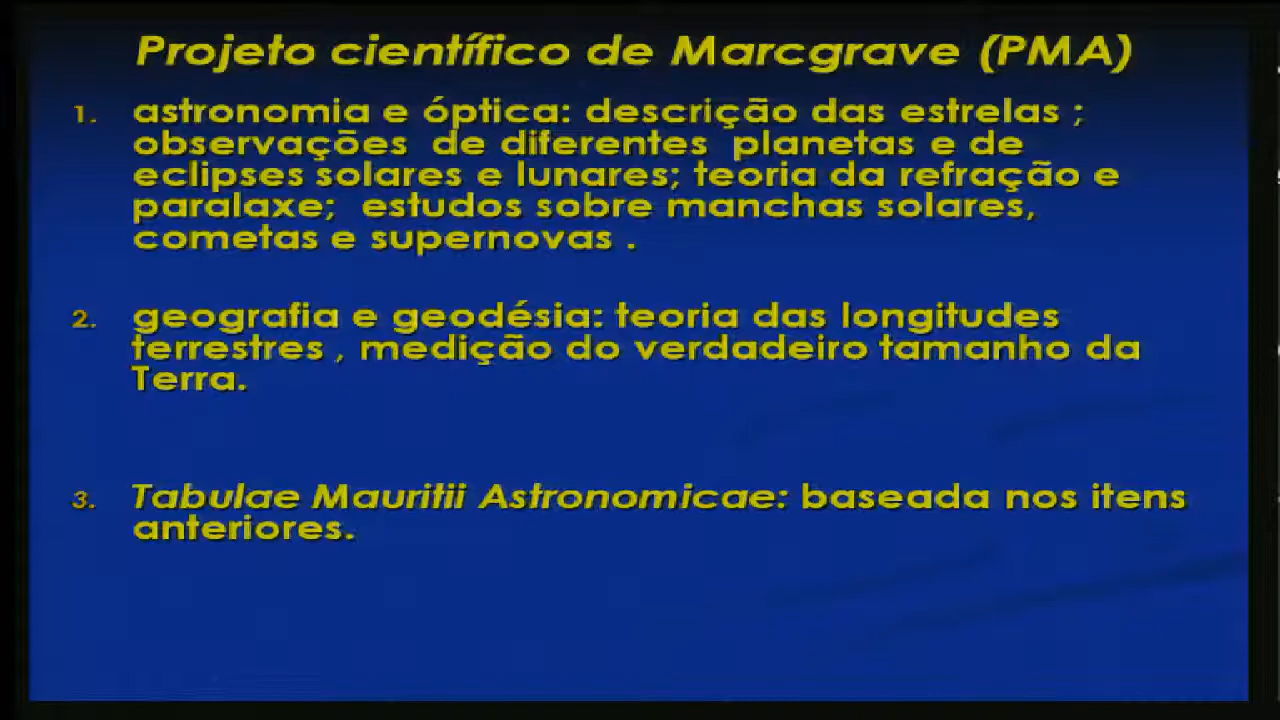 Projeto científico de Marcgrave (PMA)
1. astronomia e óptica: descrição das estrelas ;
observações de diferentes planetas e de
eclipses solares e lunares; teoria da refração e
paralaxe; estudos sobre manchas solares,
cometas e supernovas .
2. geografia e geodésia: teoria das longitudes
terrestres , medição do verdadeiro tamanho da
Terra.
3. Tabulae Mauritii Astronomicae: baseada nos itens
anteriores.